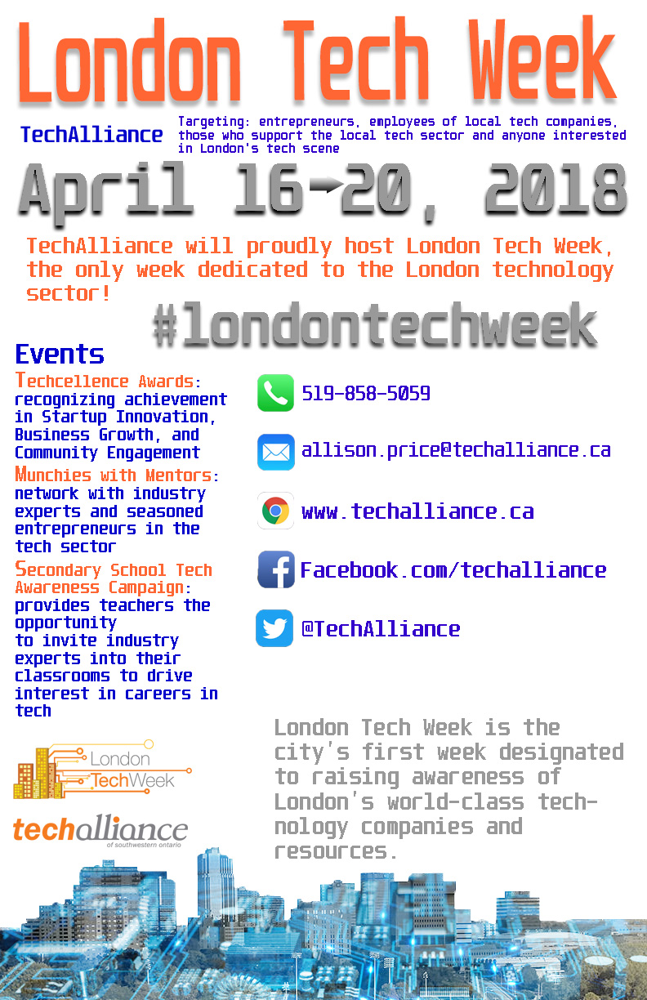 London Tech Week
TechAlliance
Targeting: entrepreneurs, employees of local tech companies,
those who support the local tech sector and anyone interested
in London's tech scene
April 16 20, 2018
TechAlliance will proudly host London Tech Week,
the only week dedicated to the London technology
sector!
#londontechweek
Events
Techcellence Awards:
recognizing achievement
in Startup Innovation,
Business Growth, and
Community Engagement
Munchies with Mentors:
network with industry
experts and seasoned
entrepreneurs in the
tech sector
Secondary School Tech
Awareness Campaign:
provides teachers the
opportunity
to invite industry
experts into their
classrooms to drive
interest in careers in
tech
519-858-5059
allison.price@techalliance.ca
www.techalliance.ca
Facebook.com/techalliance
@TechAlliance
London
TechWeek
techalliance
of southwestern ontario
London Tech Week is the
city's first week designated
to raising awareness of
London's world-class tech-
nology companies and
resources.